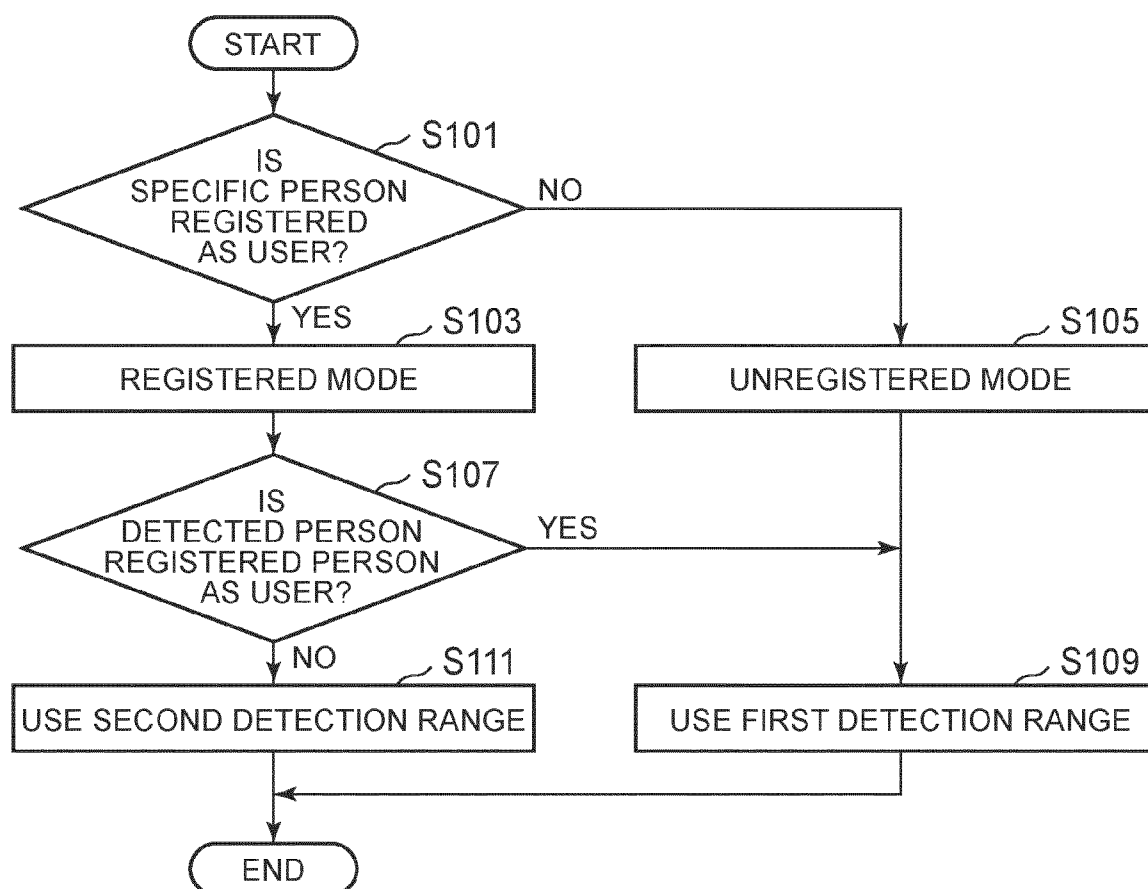 START
S101
IS
SPECIFIC PERSON
REGISTERED
AS USER?
NO
YES
S103
REGISTERED MODE
S105
UNREGISTERED MODE
S107
IS
DETECTED PERSON
REGISTERED PERSON
AS USER?
YES
NO
S111
USE SECOND DETECTION RANGE
S109
USE FIRST DETECTION RANGE
END